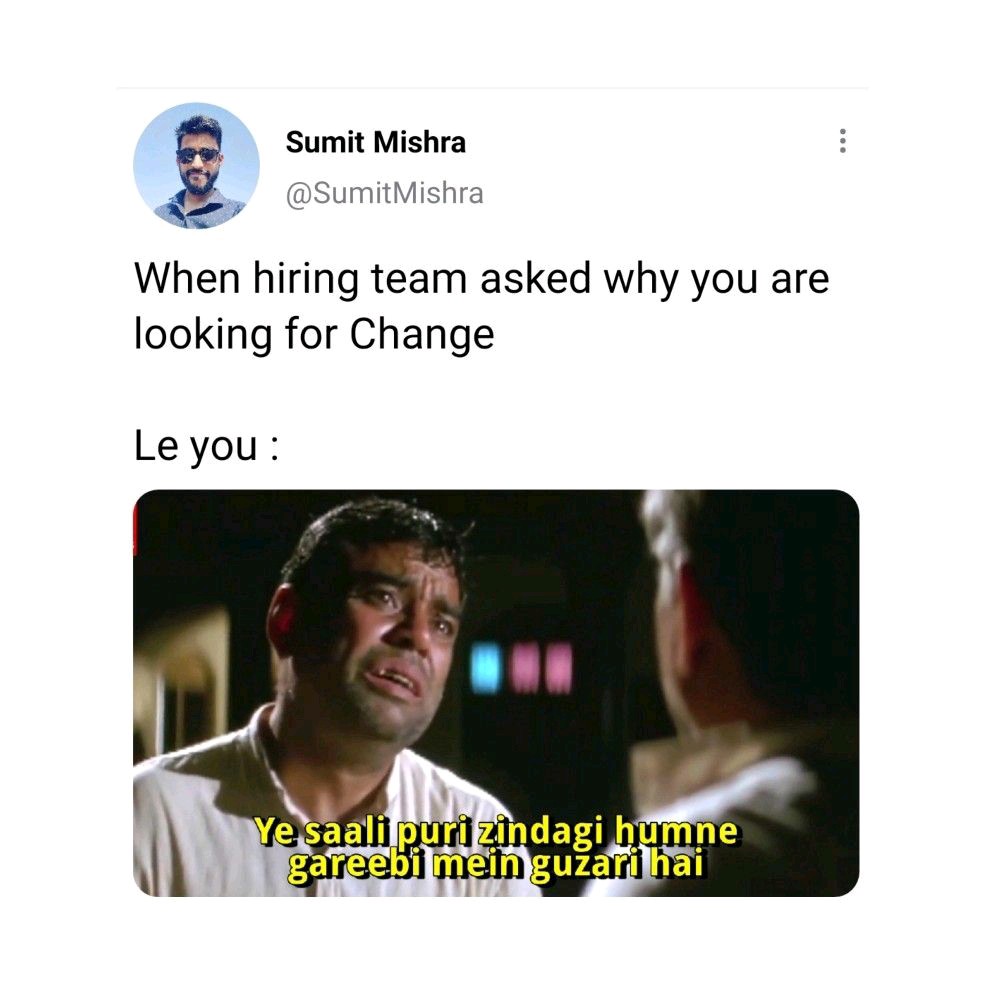 Sumit Mishra
@SumitMishra
When hiring team asked why you are
looking for Change
Le you :
Ye saali puri zindagi humne
gareebi mein guzari hai